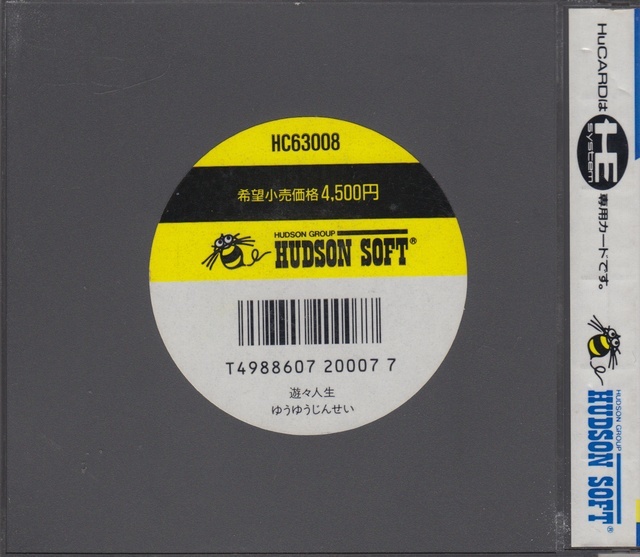 HC63008
希望小売価格 4,500円
HUDSON GROUP
HUDSON SOFT®
T4988607 20007 7
遊々人生
ゆうゆうじんせい
HuCARDは HE system 専用カードです。
HUDSON GROUP
HUDSON SOFT®